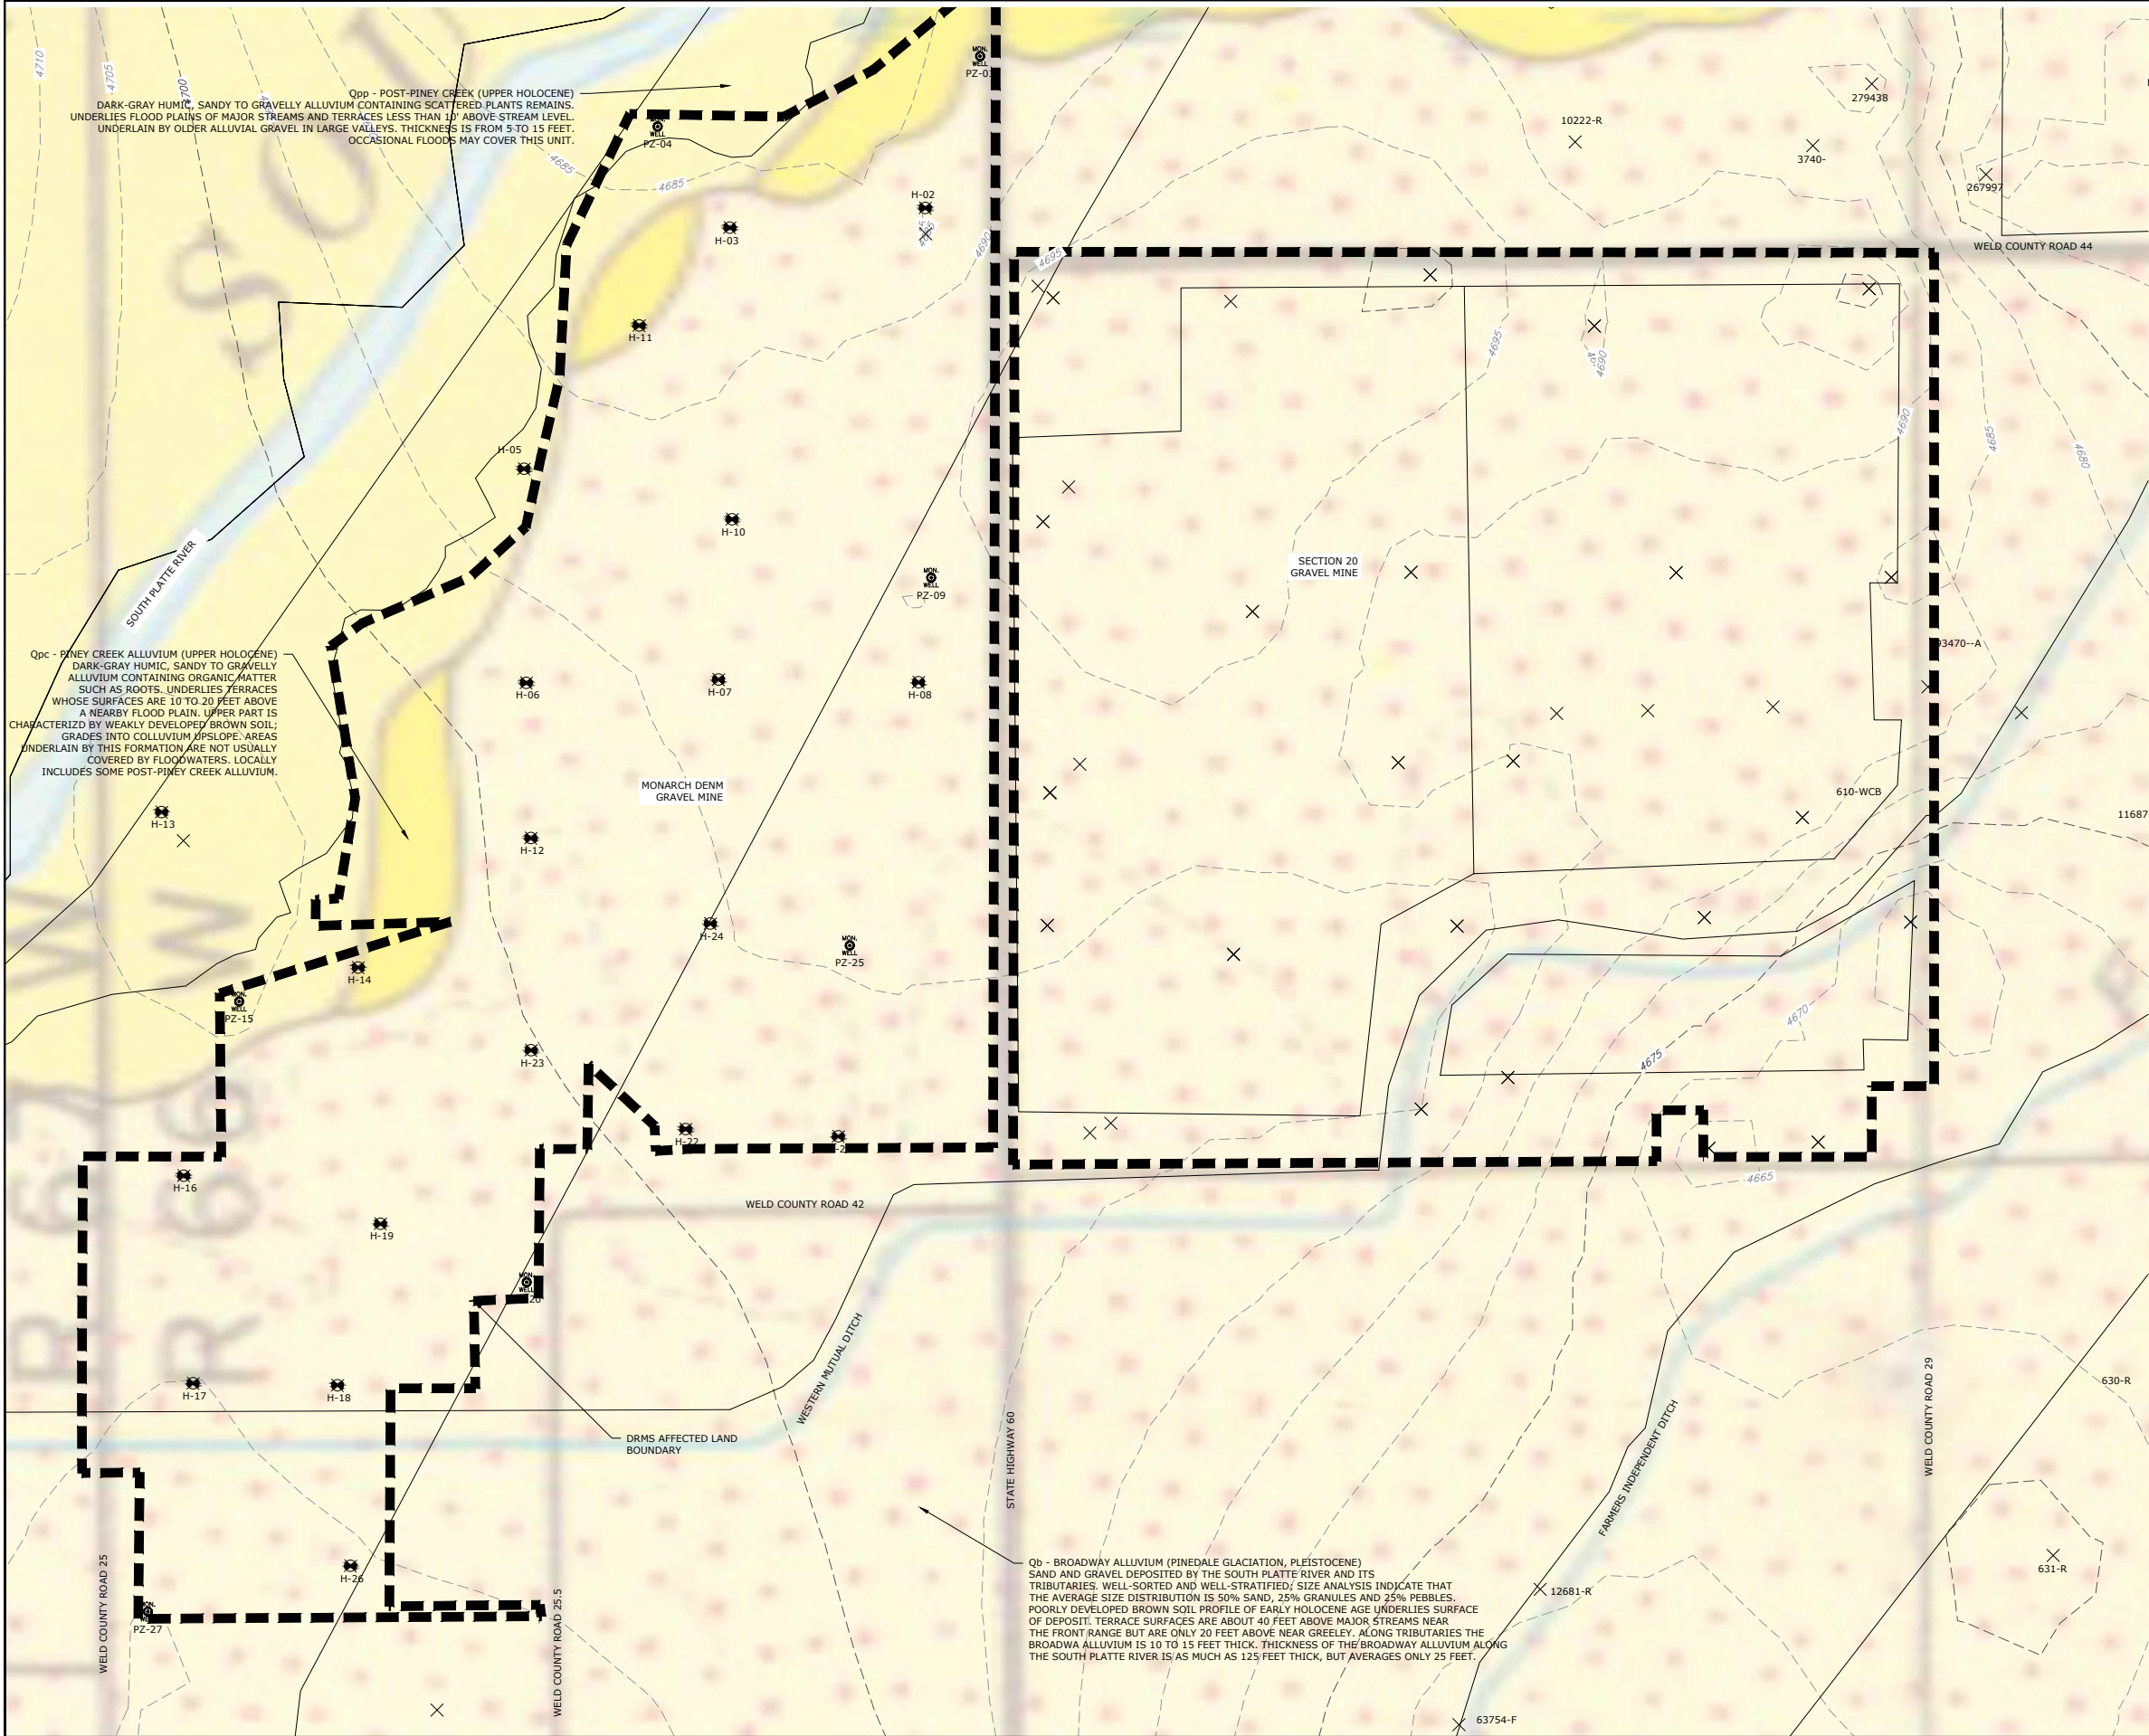 4710
4705
4700
Qpp - POST-PINEY CREEK (UPPER HOLOCENE)
DARK-GRAY HUMIC, SANDY TO GRAVELLY ALLUVIUM CONTAINING SCATTERED PLANTS REMAINS.
UNDERLIES FLOOD PLAINS OF MAJOR STREAMS AND TERRACES LESS THAN 10' ABOVE STREAM LEVEL.
UNDERLAIN BY OLDER ALLUVIAL GRAVEL IN LARGE VALLEYS. THICKNESS IS FROM 5 TO 15 FEET.
OCCASIONAL FLOODS MAY COVER THIS UNIT.
4685
4685
MON.
WELL
PZ-04
MON.
WELL
H-02
H-03
4690
4695
279438
10222-R
3740-
267997
WELD COUNTY ROAD 44
H-11
4695
4690
4690
4685
4680
H-05
H-10
MON.
WELL
PZ-09
SECTION 20
GRAVEL MINE
SOUTH PLATTE RIVER
Qpc - PINEY CREEK ALLUVIUM (UPPER HOLOCENE)
DARK-GRAY HUMIC, SANDY TO GRAVELLY
ALLUVIUM CONTAINING ORGANIC MATTER
SUCH AS ROOTS. UNDERLIES TERRACES
WHOSE SURFACES ARE 10 TO 20 FEET ABOVE
A NEARBY FLOOD PLAIN. UPPER PART IS
CHARACTERIZD BY WEAKLY DEVELOPED BROWN SOIL;
GRADES INTO COLLUVIUM UPSLOPE. AREAS
UNDERLAIN BY THIS FORMATION ARE NOT USUALLY
COVERED BY FLOODWATERS. LOCALLY
INCLUDES SOME POST-PINEY CREEK ALLUVIUM.
93470--A
H-06
H-07
H-08
MONARCH DENM
GRAVEL MINE
610-WCB
11687
H-13
H-12
H-24
MON.
WELL
PZ-25
H-14
MON.
WELL
PZ-15
H-23
4670
4675
H-22
H-16
4665
WELD COUNTY ROAD 42
H-19
MON.
WELL
20
H-17
H-18
WESTERN MUTUAL DITCH
DRMS AFFECTED LAND
BOUNDARY
STATE HIGHWAY 60
FARMERS INDEPENDENT DITCH
WELD COUNTY ROAD 29
630-R
WELD COUNTY ROAD 25
H-26
MON.
WELL
PZ-27
WELD COUNTY ROAD 25.5
Qb - BROADWAY ALLUVIUM (PINEDALE GLACIATION, PLEISTOCENE)
SAND AND GRAVEL DEPOSITED BY THE SOUTH PLATTE RIVER AND ITS
TRIBUTARIES. WELL-SORTED AND WELL-STRATIFIED; SIZE ANALYSIS INDICATE THAT
THE AVERAGE SIZE DISTRIBUTION IS 50% SAND, 25% GRANULES AND 25% PEBBLES.
POORLY DEVELOPED BROWN SOIL PROFILE OF EARLY HOLOCENE AGE UNDERLIES SURFACE
OF DEPOSIT. TERRACE SURFACES ARE ABOUT 40 FEET ABOVE MAJOR STREAMS NEAR
THE FRONT RANGE BUT ARE ONLY 20 FEET ABOVE NEAR GREELEY. ALONG TRIBUTARIES THE
BROADWA ALLUVIUM IS 10 TO 15 FEET THICK. THICKNESS OF THE BROADWAY ALLUVIUM ALONG
THE SOUTH PLATTE RIVER IS AS MUCH AS 125 FEET THICK, BUT AVERAGES ONLY 25 FEET.
12681-R
631-R
63754-F